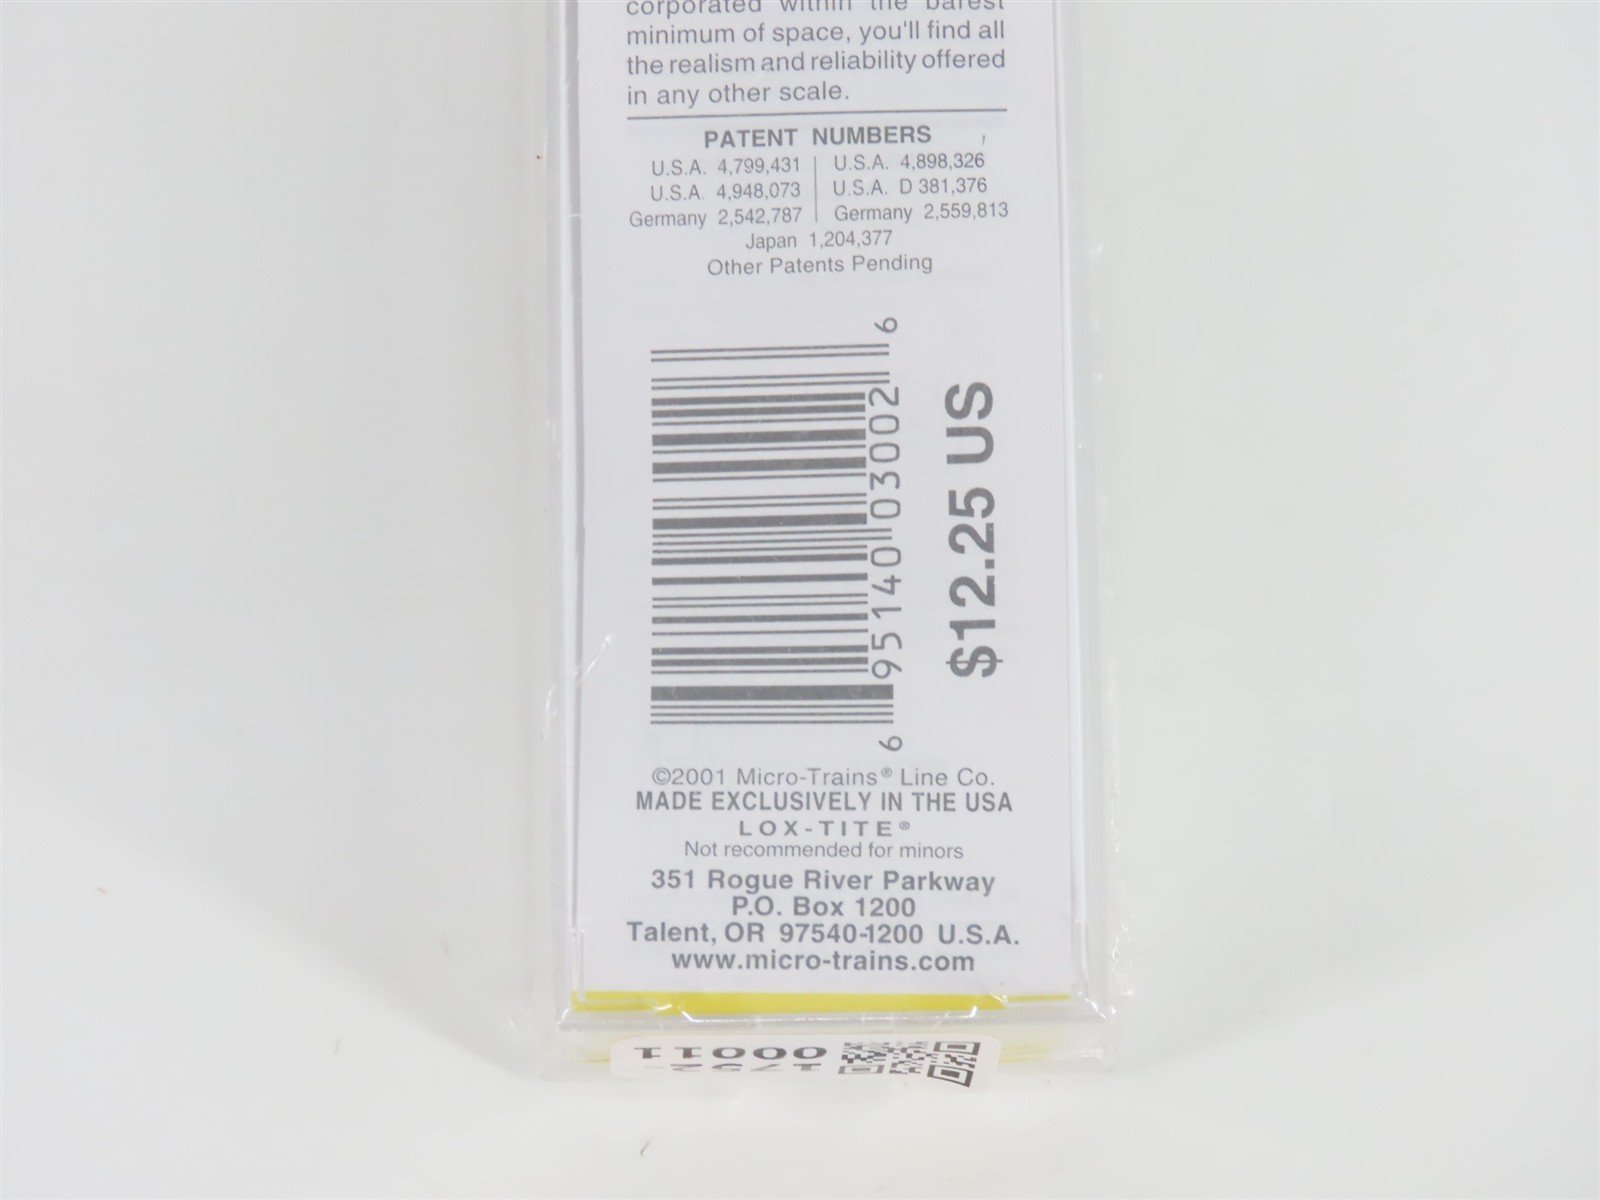 corporated within the barest
minimum of space, you'll find all
the realism and reliability offered
in any other scale.
PATENT NUMBERS
U.S.A. 4,799,431 | U.S.A. 4,898,326
U.S.A. 4,948,073 | U.S.A. D 381,376
Germany 2,542,787 | Germany 2,559,813
Japan 1,204,377
Other Patents Pending
6 95140 03002 6
$12.25 US
©2001 Micro-Trains® Line Co.
MADE EXCLUSIVELY IN THE USA
LOX-TITE®
Not recommended for minors
351 Rogue River Parkway
P.O. Box 1200
Talent, OR 97540-1200 U.S.A.
www.micro-trains.com
00011